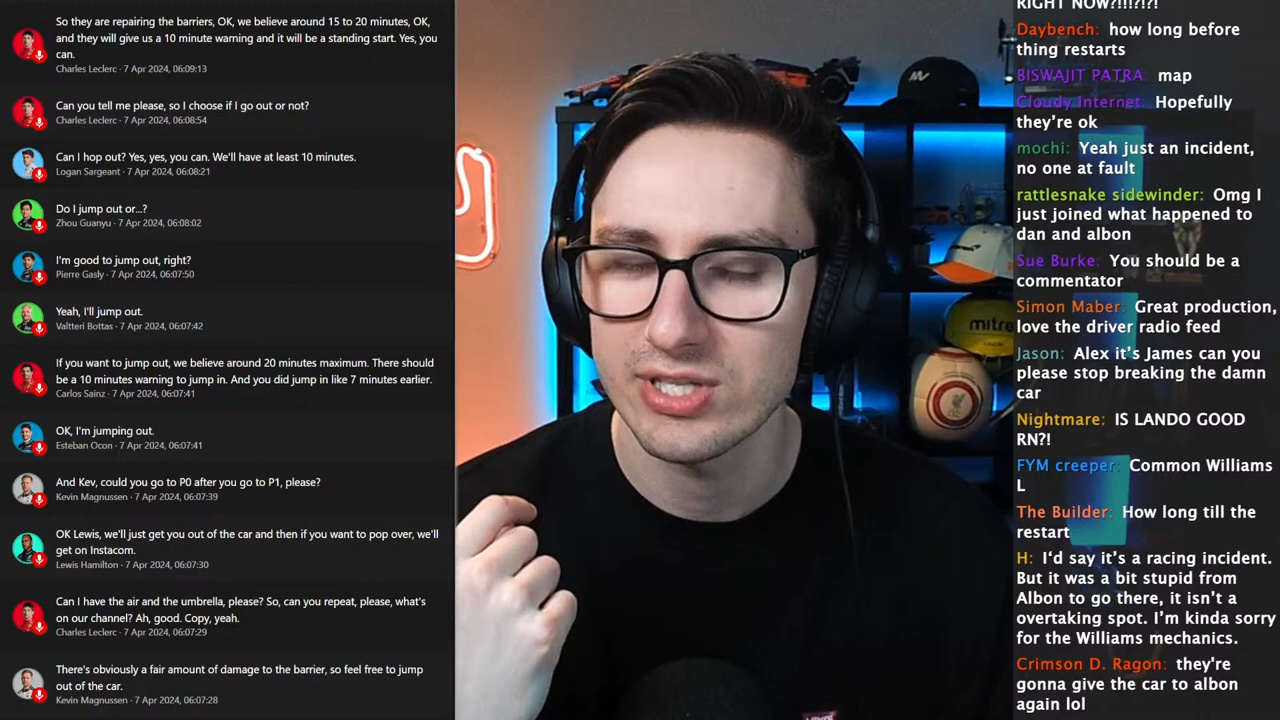 So they are repairing the barriers, OK, we believe around 15 to 20 minutes, OK,
and they will give us a 10 minute warning and it will be a standing start. Yes, you
can.
Charles Leclerc · 7 Apr 2024, 06:09:13
Can you tell me please, so I choose if I go out or not?
Charles Leclerc · 7 Apr 2024, 06:08:54
Can I hop out? Yes, yes, you can. We'll have at least 10 minutes.
Logan Sargeant · 7 Apr 2024, 06:08:21
Do I jump out or...?
Zhou Guanyu · 7 Apr 2024, 06:08:02
I'm good to jump out, right?
Pierre Gasly · 7 Apr 2024, 06:07:50
Yeah, I'll jump out.
Valtteri Bottas · 7 Apr 2024, 06:07:42
If you want to jump out, we believe around 20 minutes maximum. There should
be a 10 minutes warning to jump in. And you did jump in like 7 minutes earlier.
Carlos Sainz · 7 Apr 2024, 06:07:41
OK, I'm jumping out.
Esteban Ocon · 7 Apr 2024, 06:07:41
And Kev, could you go to P0 after you go to P1, please?
Kevin Magnussen · 7 Apr 2024, 06:07:39
OK Lewis, we'll just get you out of the car and then if you want to pop over, we'll
get on Instacom.
Lewis Hamilton · 7 Apr 2024, 06:07:30
Can I have the air and the umbrella, please? So, can you repeat, please, what's
on our channel? Ah, good. Copy, yeah.
Charles Leclerc · 7 Apr 2024, 06:07:29
There's obviously a fair amount of damage to the barrier, so feel free to jump
out of the car.
Kevin Magnussen · 7 Apr 2024, 06:07:28
mitre
RIGHT NOW?!!!?!?!
Daybench: how long before
thing restarts
BISWAJIT PATRA: map
Cloudy Internet: Hopefully
they're ok
mochi: Yeah just an incident,
no one at fault
rattlesnake sidewinder: Omg I
just joined what happened to
dan and albon
Sue Burke: You should be a
commentator
Simon Maber: Great production,
love the driver radio feed
Jason: Alex it's James can you
please stop breaking the damn
car
Nightmare: IS LANDO GOOD
RN?!
FYM creeper: Common Williams
L
The Builder: How long till the
restart
H: I'd say it's a racing incident.
But it was a bit stupid from
Albon to go there, it isn't a
overtaking spot. I'm kinda sorry
for the Williams mechanics.
Crimson D. Ragon: they're
gonna give the car to albon
again lol